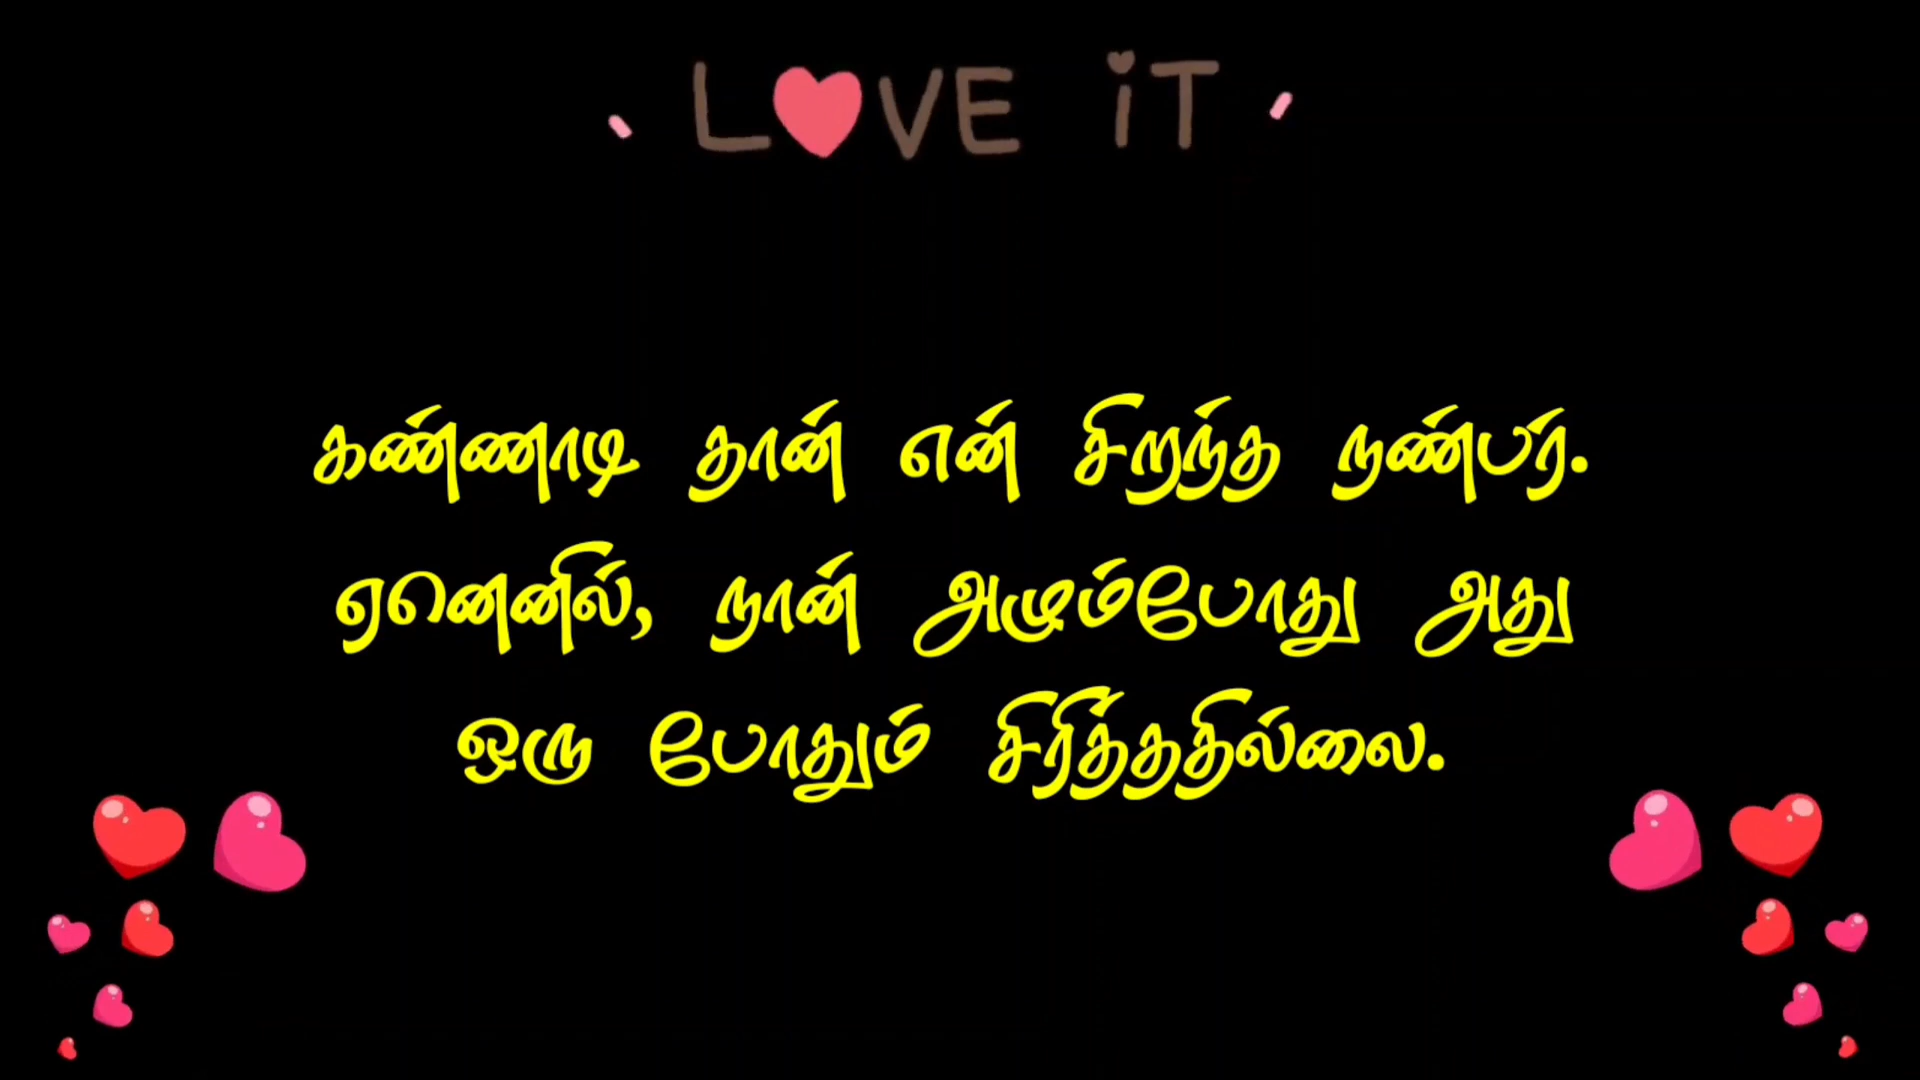 LOVE iT
கண்ணாடி தான் என் சிறந்த நண்பர்.
ஏனெனில், நான் அழும்போது அது
ஒரு போதும் சிரித்ததில்லை.